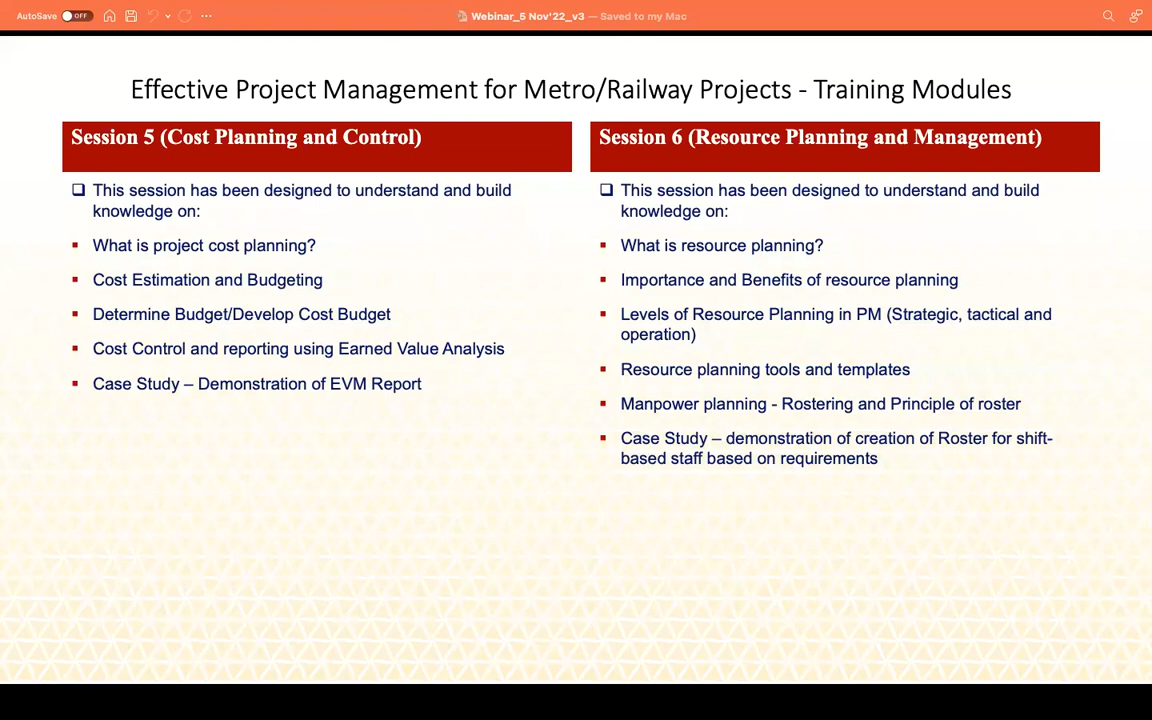 AutoSave OFF
Webinar_5 Nov'22_v3 — Saved to my Mac
Effective Project Management for Metro/Railway Projects - Training Modules
Session 5 (Cost Planning and Control)
This session has been designed to understand and build
knowledge on:
What is project cost planning?
Cost Estimation and Budgeting
Determine Budget/Develop Cost Budget
Cost Control and reporting using Earned Value Analysis
Case Study – Demonstration of EVM Report
Session 6 (Resource Planning and Management)
This session has been designed to understand and build
knowledge on:
What is resource planning?
Importance and Benefits of resource planning
Levels of Resource Planning in PM (Strategic, tactical and
operation)
Resource planning tools and templates
Manpower planning - Rostering and Principle of roster
Case Study – demonstration of creation of Roster for shift-
based staff based on requirements